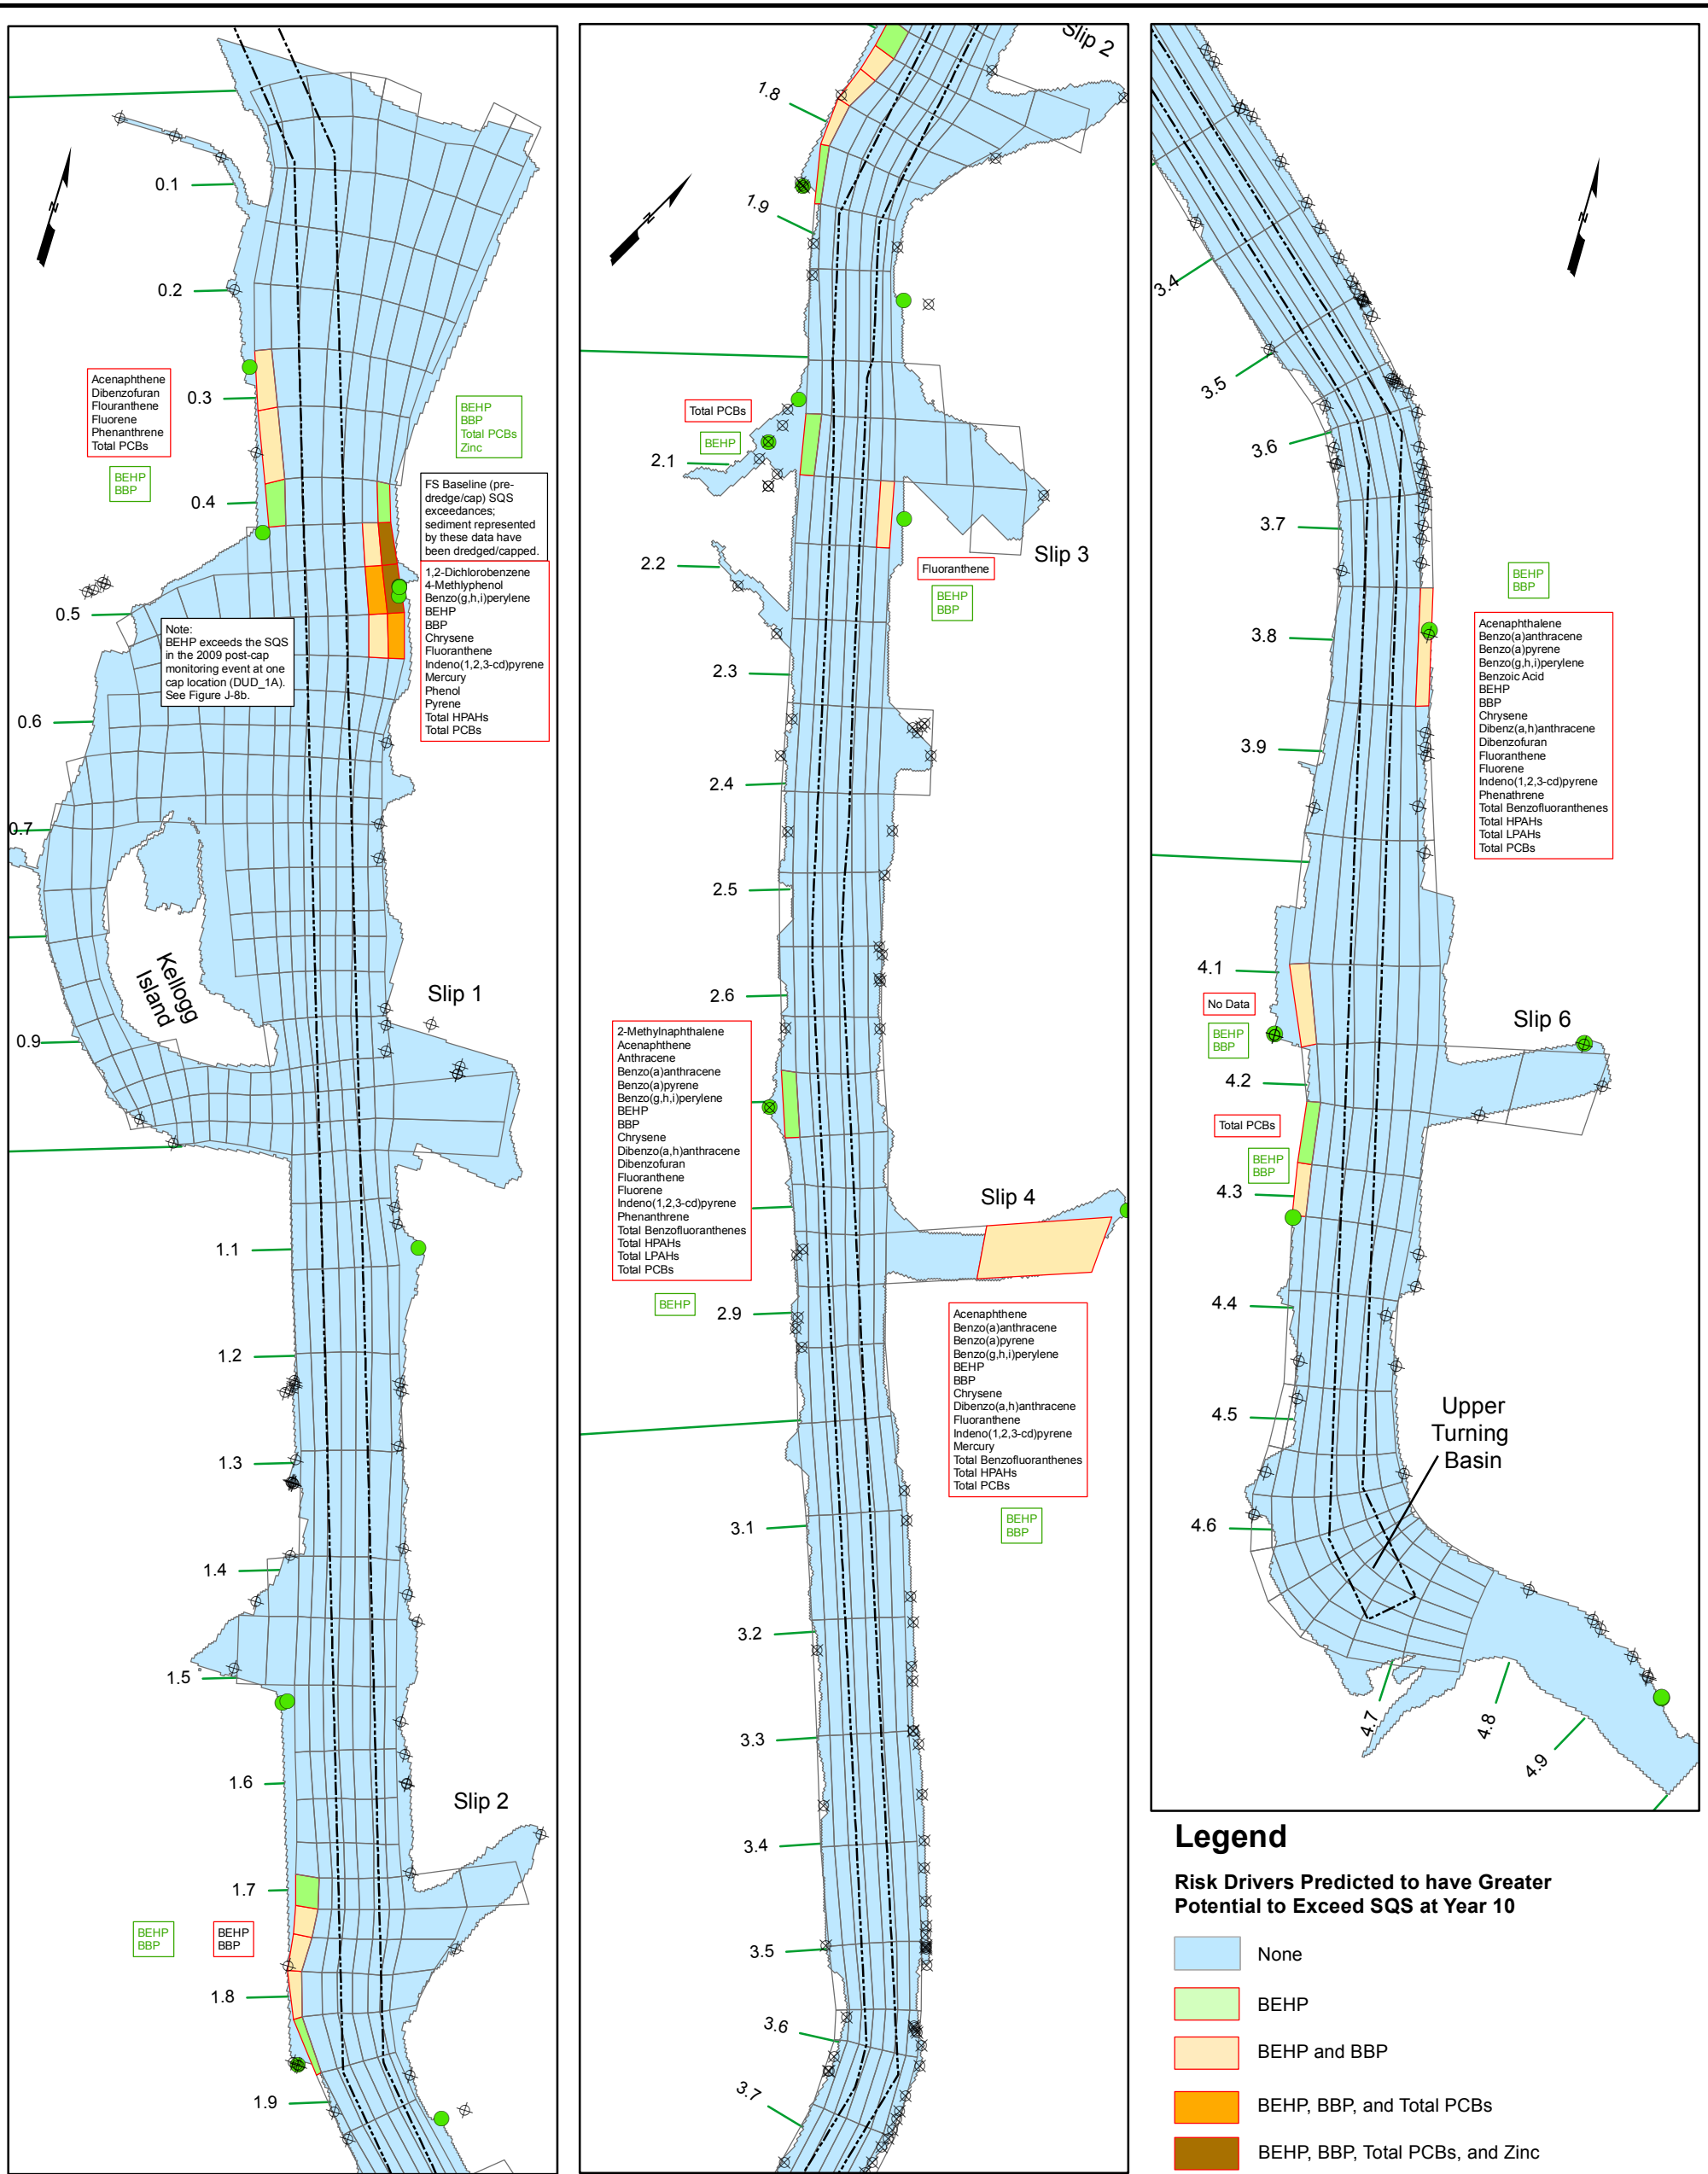 0.1
0.2
Acenaphthene
Dibenzofuran
Flouranthene
Fluorene
Phenanthrene
Total PCBs
0.3
BEHP
BBP
Total PCBs
Zinc
BEHP
BBP
0.4
FS Baseline (pre-
dredge/cap) SQS
exceedances;
sediment represented
by these data have
been dredged/capped.
1,2-Dichlorobenzene
4-Methlyphenol
Benzo(g,h,i)perylene
BEHP
BBP
Chrysene
Fluoranthene
Indeno(1,2,3-cd)pyrene
Mercury
Phenol
Pyrene
Total HPAHs
Total PCBs
0.5
Note:
BEHP exceeds the SQS
in the 2009 post-cap
monitoring event at one
cap location (DUD_1A).
See Figure J-8b.
0.6
0.7
Kellogg
Island
Slip 1
0.9
1.1
1.2
1.3
1.4
1.5
1.6
Slip 2
1.7
BEHP
BBP
BEHP
BBP
1.8
1.9
N
Slip 2
1.8
1.9
N
Total PCBs
BEHP
2.1
Slip 3
2.2
Fluoranthene
BEHP
BBP
2.3
2.4
2.5
2.6
2-Methylnaphthalene
Acenaphthene
Anthracene
Benzo(a)anthracene
Benzo(a)pyrene
Benzo(g,h,i)perylene
BEHP
BBP
Chrysene
Dibenzo(a,h)anthracene
Dibenzofuran
Fluoranthene
Fluorene
Indeno(1,2,3-cd)pyrene
Phenanthrene
Total Benzofluoranthenes
Total HPAHs
Total LPAHs
Total PCBs
BEHP
Slip 4
2.9
Acenaphthene
Benzo(a)anthracene
Benzo(a)pyrene
Benzo(g,h,i)perylene
BEHP
BBP
Chrysene
Dibenzo(a,h)anthracene
Fluoranthene
Indeno(1,2,3-cd)pyrene
Mercury
Total Benzofluoranthenes
Total HPAHs
Total PCBs
BEHP
BBP
3.1
3.2
3.3
3.4
3.5
3.6
3.7
N
3.4
3.5
3.6
3.7
3.8
BEHP
BBP
Acenaphthalene
Benzo(a)anthracene
Benzo(a)pyrene
Benzo(g,h,i)perylene
Benzoic Acid
BEHP
BBP
Chrysene
Dibenz(a,h)anthracene
Dibenzofuran
Fluoranthene
Fluorene
Indeno(1,2,3-cd)pyrene
Phenathrene
Total Benzofluoranthenes
Total HPAHs
Total LPAHs
Total PCBs
3.9
4.1
No Data
BEHP
BBP
Slip 6
4.2
Total PCBs
BEHP
BBP
4.3
4.4
4.5
Upper
Turning
Basin
4.6
4.7
4.8
4.9
Legend
Risk Drivers Predicted to have Greater
Potential to Exceed SQS at Year 10
None
BEHP
BEHP and BBP
BEHP, BBP, and Total PCBs
BEHP, BBP, Total PCBs, and Zinc